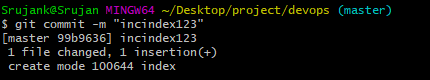 Srujank@Srujan MINGW64 ~/Desktop/project/devops (master)
$ git commit -m "incindex123"
[master 99b9636] incindex123
 1 file changed, 1 insertion(+)
 create mode 100644 index